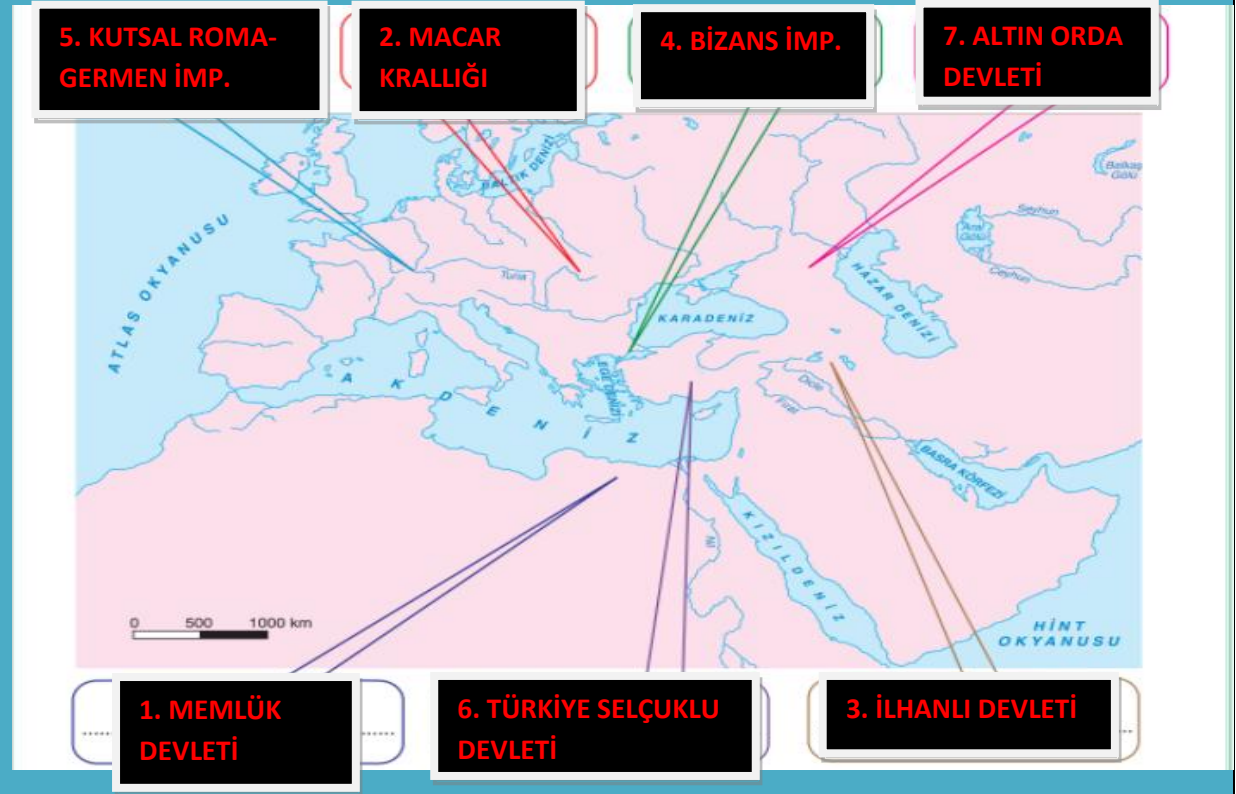 5. KUTSAL ROMA-
GERMEN İMP.
2. MACAR
KRALLIĞI
4. BİZANS İMP.
7. ALTIN ORDA
DEVLETİ
BALTIK DENİZİ
Balkaş
Gölü
ATLAS OKYANUSU
Seyhun
Aral
Gölü
Ceyhun
Tuna
HAZAR DENİZİ
KARADENİZ
EGE DENİZİ
AKDENİZ
Dicle
Fırat
BASRA KÖRFEZİ
KIZILDENİZ
Nil
0 500 1000 km
HİNT
OKYANUSU
1. MEMLÜK
DEVLETİ
6. TÜRKİYE SELÇUKLU
DEVLETİ
3. İLHANLI DEVLETİ